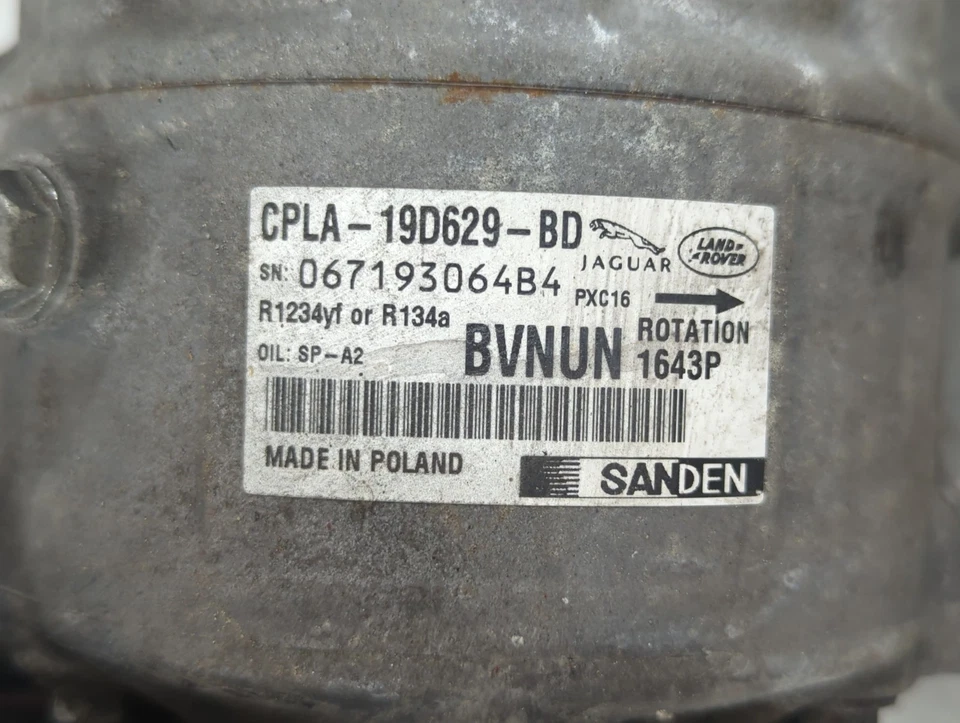 CPLA-19D629-BD
JAGUAR
LAND-
ROVER
SN: 067193064B4
PXC16
R1234yf or R134a
ROTATION
OIL: SP-A2
BVNUN
1643P
MADE IN POLAND
SANDEN